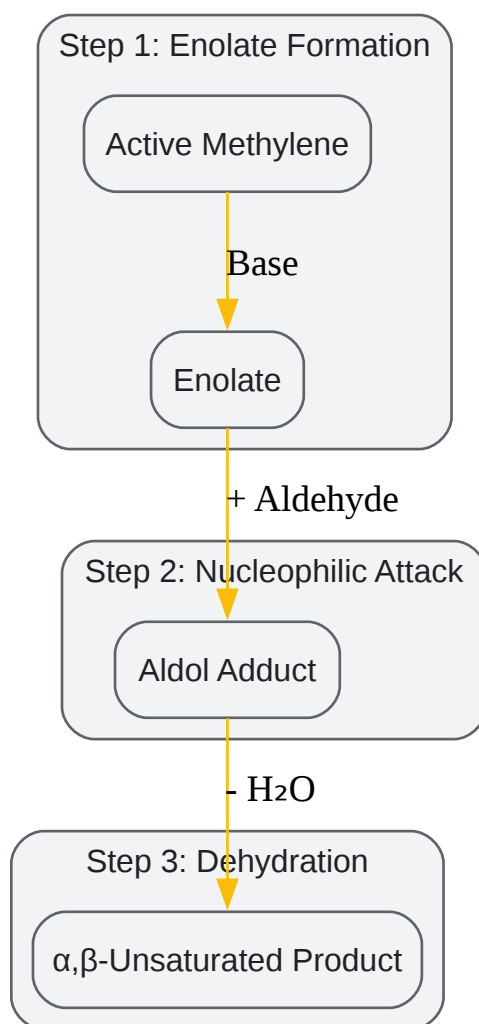 Step 1: Enolate Formation
Active Methylene
Base
Enolate
+ Aldehyde
Step 2: Nucleophilic Attack
Aldol Adduct
- H₂O
Step 3: Dehydration
α,β-Unsaturated Product